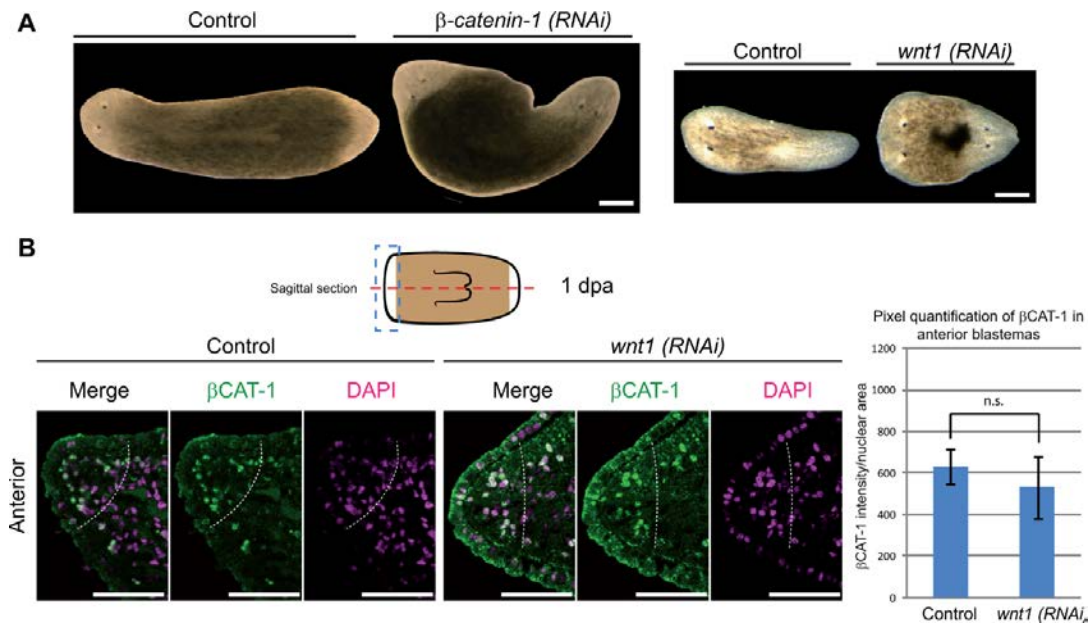 A
Control
β-catenin-1 (RNAi)
Control
wnt1 (RNAi)
B
Sagittal section
1 dpa
Control
wnt1 (RNAi)
Merge
βCAT-1
DAPI
Merge
βCAT-1
DAPI
Anterior
Pixel quantification of βCAT-1 in
anterior blastemas
βCAT-1 intensity/nuclear area
1200
1000
800
600
400
200
0
n.s.
Control
wnt1 (RNAi)